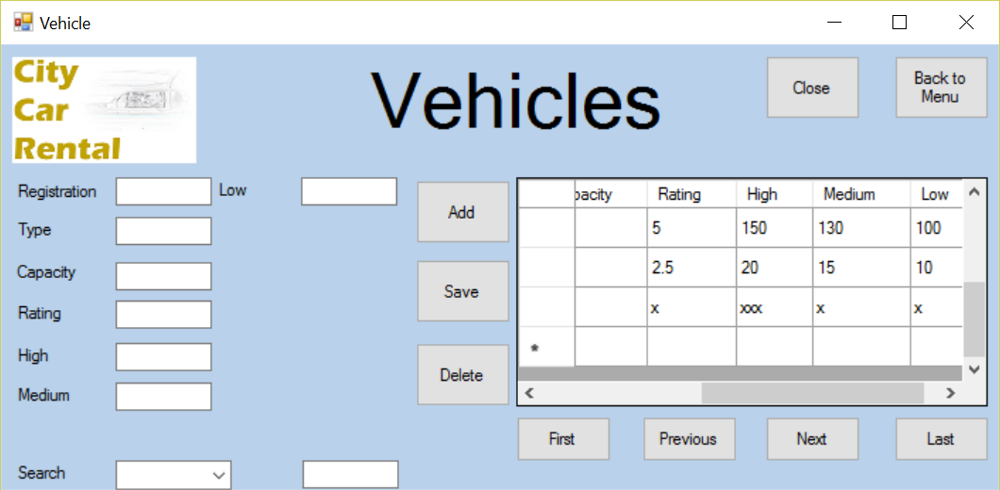 Vehicle
City
Car
Rental
Vehicles
Close
Back to
Menu
Registration
Low
Type
Capacity
Rating
High
Medium
Search
Add
Save
Delete
pacity Rating High Medium Low
5 150 130 100
2.5 20 15 10
x xxx x x
*
First Previous Next Last